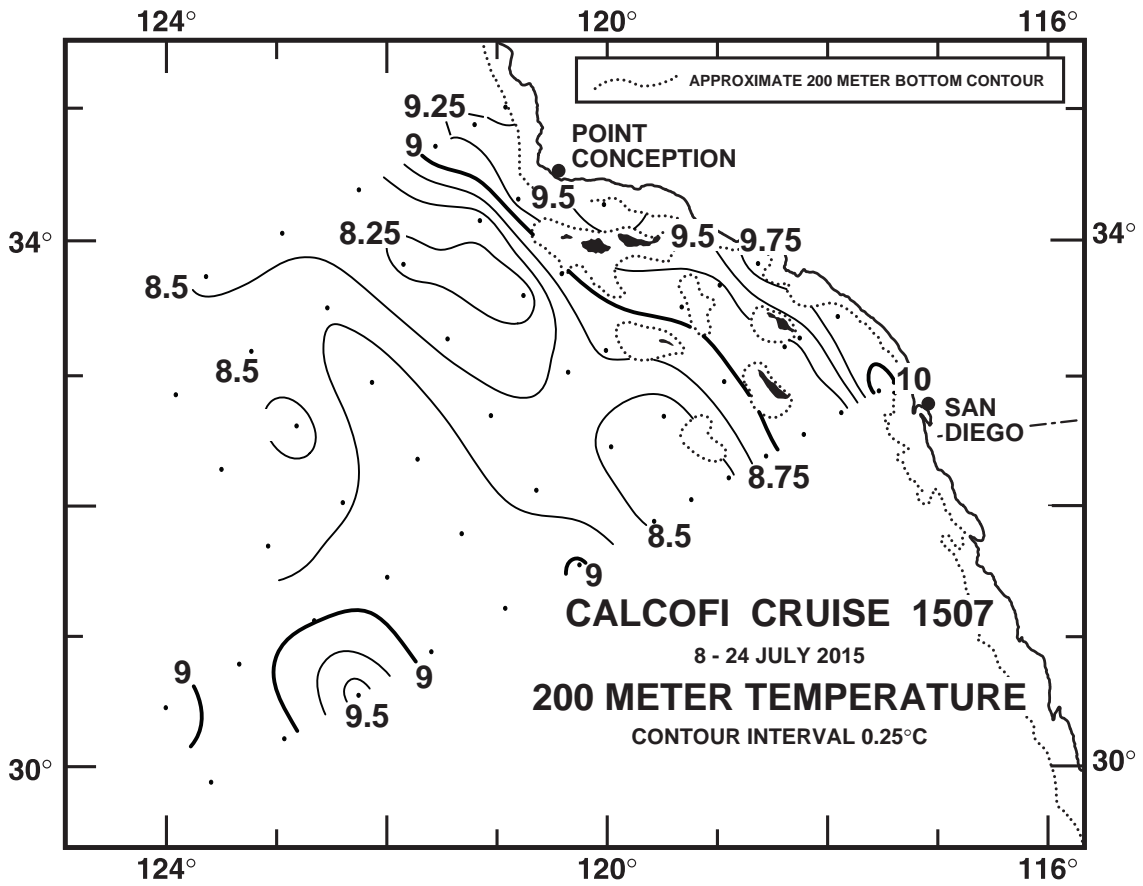 124° 120° 116°
APPROXIMATE 200 METER BOTTOM CONTOUR
9.25
POINT
CONCEPTION
9
9.5
8.25 9.5 9.75
34° 34°
8.5
8.5
10
SAN
DIEGO
8.75
8.5
9
CALCOFI CRUISE 1507
8 - 24 JULY 2015
9 9
200 METER TEMPERATURE
9.5
CONTOUR INTERVAL 0.25°C
30° 30°
124° 120° 116°